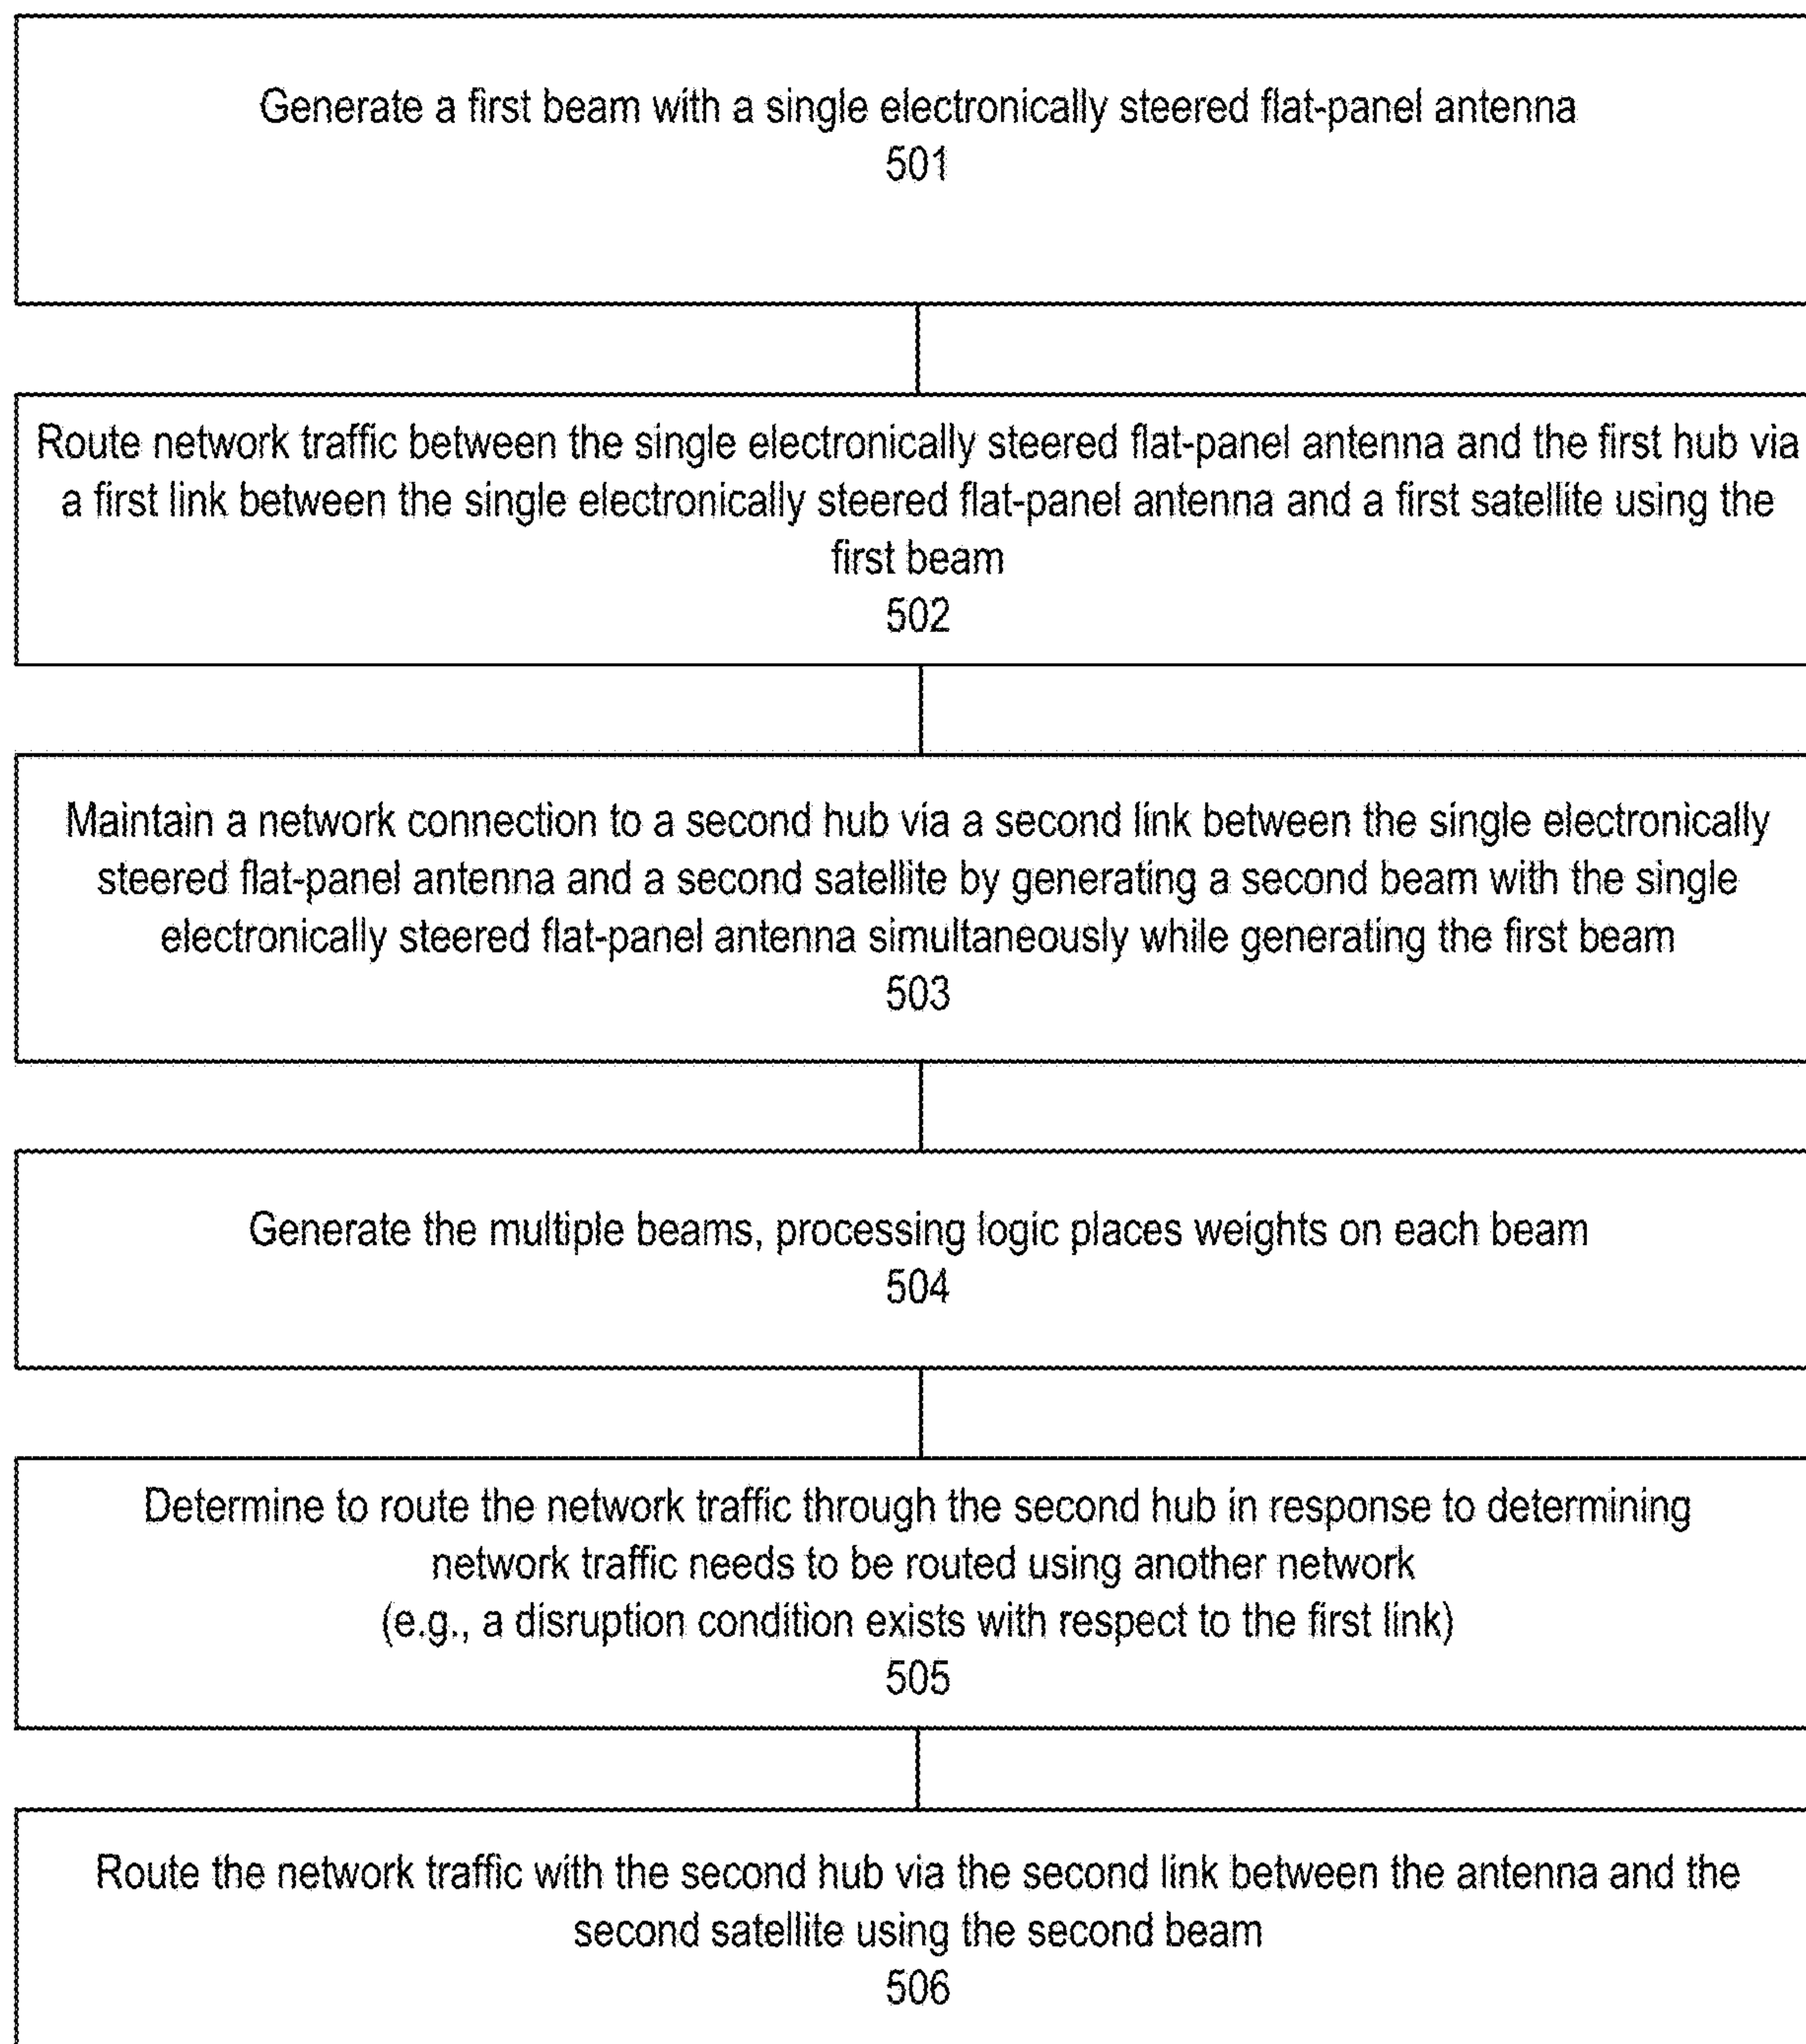 Generate a first beam with a single electronically steered flat-panel antenna
501
Route network traffic between the single electronically steered flat-panel antenna and the first hub via
a first link between the single electronically steered flat-panel antenna and a first satellite using the
first beam
502
Maintain a network connection to a second hub via a second link between the single electronically
steered flat-panel antenna and a second satellite by generating a second beam with the single
electronically steered flat-panel antenna simultaneously while generating the first beam
503
Generate the multiple beams, processing logic places weights on each beam
504
Determine to route the network traffic through the second hub in response to determining
network traffic needs to be routed using another network
(e.g., a disruption condition exists with respect to the first link)
505
Route the network traffic with the second hub via the second link between the antenna and the
second satellite using the second beam
506